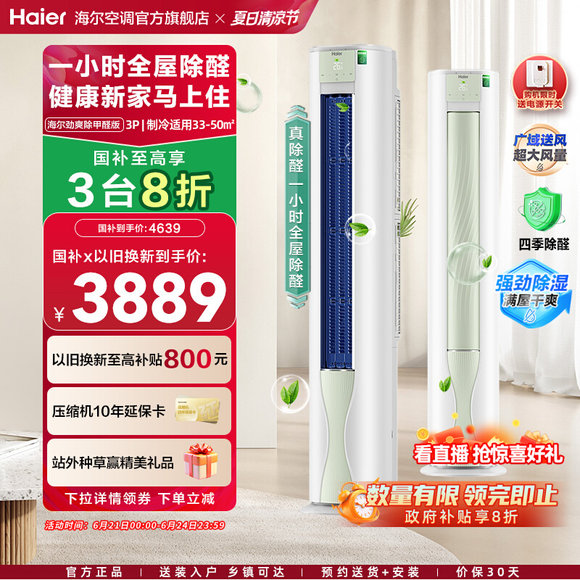 Haier 海尔空调官方旗舰店 × 夏日清凉节
一小时全屋除醛
健康新家马上住
海尔劲爽除甲醛版 3P|制冷适用33-50m²
国补至高享
3台8折
国补到手价:4639
国补x以旧换新到手价:
¥3889
以旧换新至高补贴800元
压缩机10年延保卡
站外种草赢精美礼品
下拉详情领券 下单立减
活动时间:6月21日00:00-6月24日23:59
真除醛 一小时全屋除醛
Haier
Haier
购机限时
送电源开关
广域送风
超大风量
四季除醛
强劲除湿
满屋干爽
看直播 抢惊喜好礼
数量有限 领完即止
政府补贴享8折
官方正品 | 送装入户 乡镇可达 | 预约送货+安装 | 价保30天